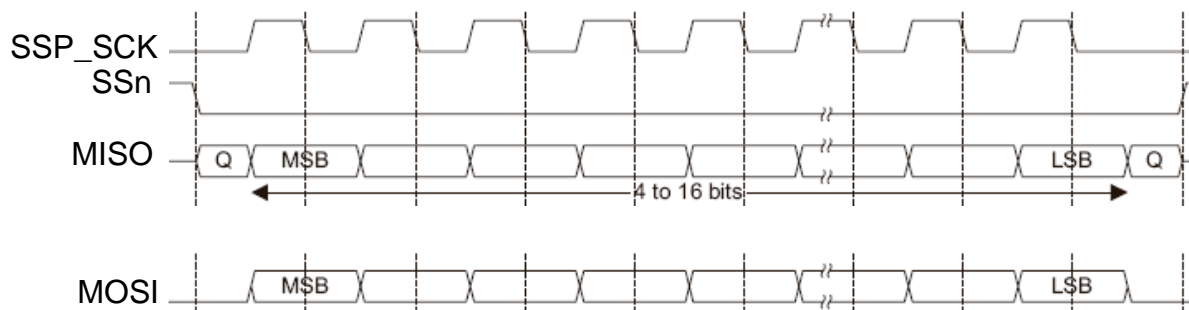 SSP_SCK
SSn
MISO Q MSB LSB Q
4 to 16 bits
MOSI MSB LSB